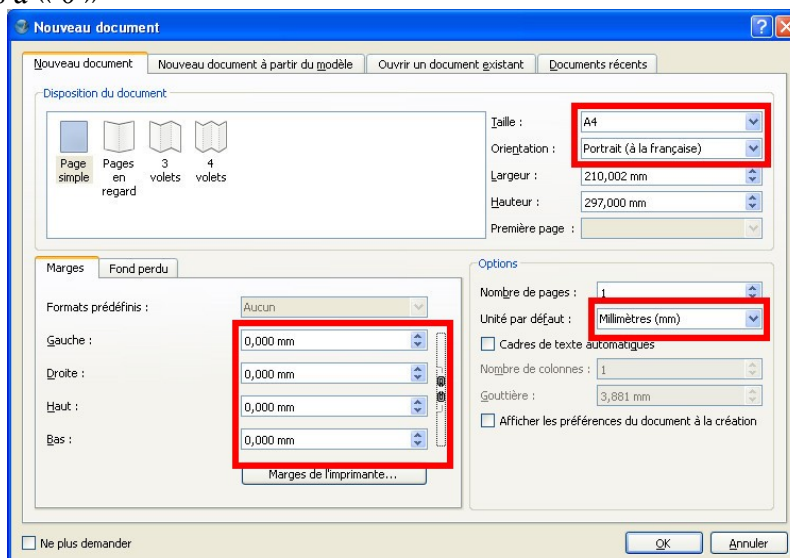 Nouveau document
Nouveau document
Nouveau document à partir du modèle
Ouvrir un document existant
Documents récents
Disposition du document
Page simple
Pages en regard
3 volets
4 volets
Taille :
A4
Orientation :
Portrait (à la française)
Largeur :
210,002 mm
Hauteur :
297,000 mm
Première page :
Marges
Fond perdu
Formats prédéfinis :
Aucun
Gauche :
0,000 mm
Droite :
0,000 mm
Haut :
0,000 mm
Bas :
0,000 mm
Marges de l'imprimante...
Options
Nombre de pages :
1
Unité par défaut :
Millimètres (mm)
Cadres de texte automatiques
Nombre de colonnes :
1
Gouttière :
3,881 mm
Afficher les préférences du document à la création
Ne plus demander
OK
Annuler